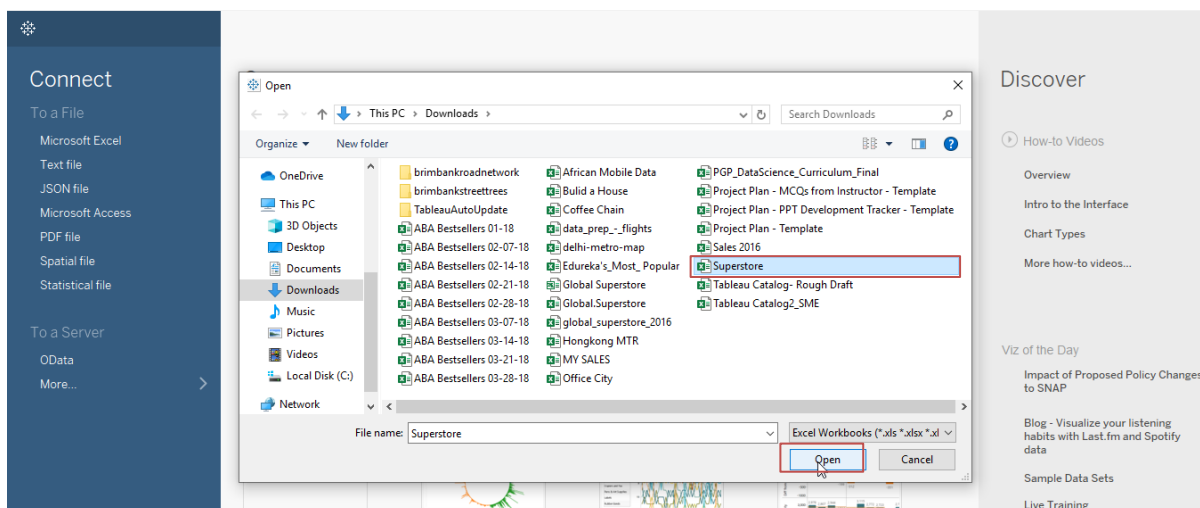 Connect
To a File
Microsoft Excel
Text file
JSON file
Microsoft Access
PDF file
Spatial file
Statistical file
To a Server
OData
More...
Open
This PC > Downloads >
Search Downloads
Organize
New folder
OneDrive
This PC
3D Objects
Desktop
Documents
Downloads
Music
Pictures
Videos
Local Disk (C:)
Network
brimbankroadnetwork
brimbankstreettrees
TableauAutoUpdate
ABA Bestsellers 01-18
ABA Bestsellers 02-07-18
ABA Bestsellers 02-14-18
ABA Bestsellers 02-21-18
ABA Bestsellers 02-28-18
ABA Bestsellers 03-07-18
ABA Bestsellers 03-14-18
ABA Bestsellers 03-21-18
ABA Bestsellers 03-28-18
African Mobile Data
Bulid a House
Coffee Chain
data_prep_-_flights
delhi-metro-map
Edureka's_Most_ Popular
Global Superstore
Global.Superstore
global_superstore_2016
Hongkong MTR
MY SALES
Office City
PGP_DataScience_Curriculum_Final
Project Plan - MCQs from Instructor - Template
Project Plan - PPT Development Tracker - Template
Project Plan - Template
Sales 2016
Superstore
Tableau Catalog- Rough Draft
Tableau Catalog2_SME
File name: Superstore
Excel Workbooks (*.xls *.xlsx *.xl
Open
Cancel
Discover
How-to Videos
Overview
Intro to the Interface
Chart Types
More how-to videos...
Viz of the Day
Impact of Proposed Policy Changes
to SNAP
Blog - Visualize your listening
habits with Last.fm and Spotify
data
Sample Data Sets
Live Training